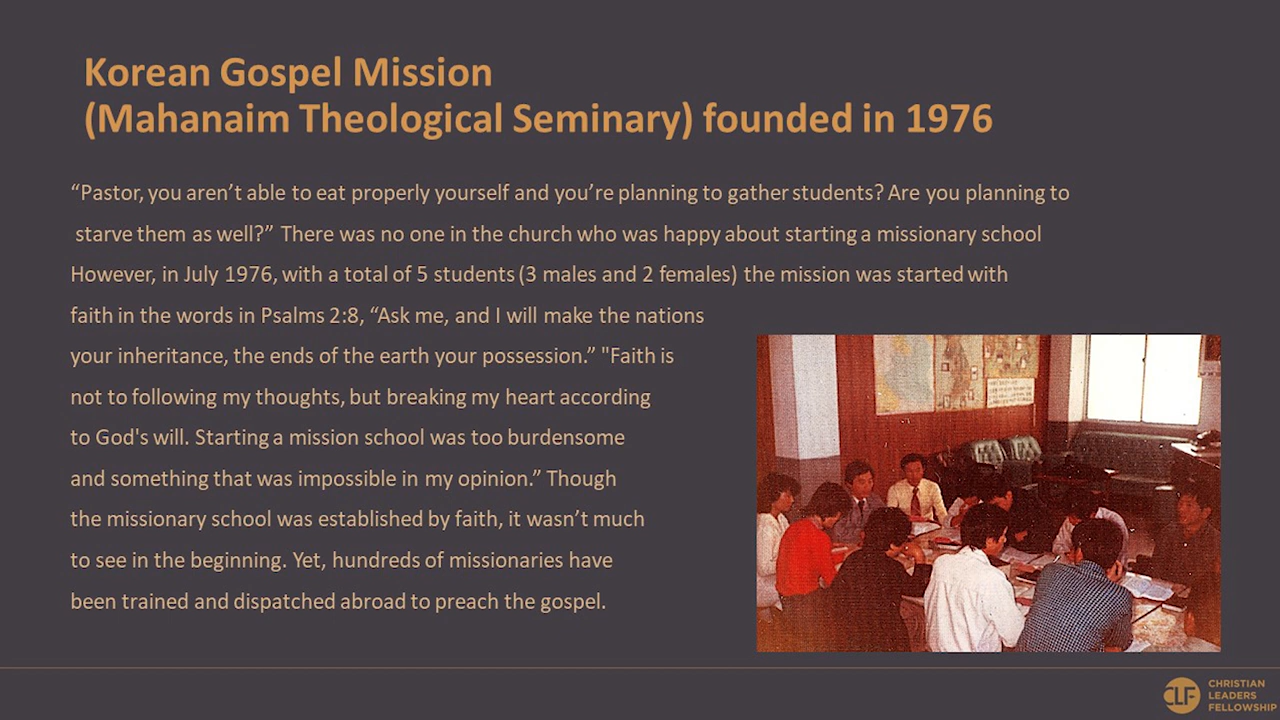 Korean Gospel Mission
(Mahanaim Theological Seminary) founded in 1976
“Pastor, you aren’t able to eat properly yourself and you’re planning to gather students? Are you planning to
starve them as well?” There was no one in the church who was happy about starting a missionary school
However, in July 1976, with a total of 5 students (3 males and 2 females) the mission was started with
faith in the words in Psalms 2:8, “Ask me, and I will make the nations
your inheritance, the ends of the earth your possession.” "Faith is
not to following my thoughts, but breaking my heart according
to God's will. Starting a mission school was too burdensome
and something that was impossible in my opinion.” Though
the missionary school was established by faith, it wasn’t much
to see in the beginning. Yet, hundreds of missionaries have
been trained and dispatched abroad to preach the gospel.
CLF
CHRISTIAN
LEADERS
FELLOWSHIP